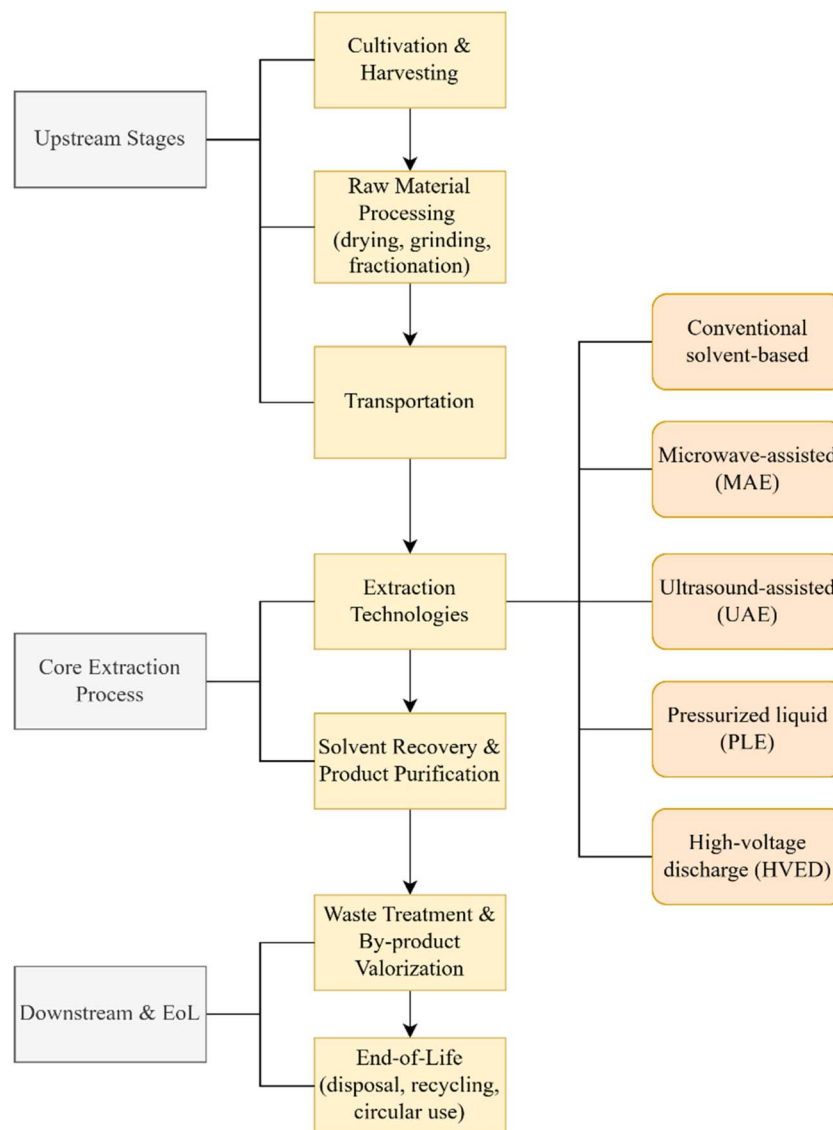 Cultivation &
Harvesting
Upstream Stages
Raw Material
Processing
(drying, grinding,
fractionation)
Transportation
Extraction
Technologies
Conventional
solvent-based
Microwave-assisted
(MAE)
Ultrasound-assisted
(UAE)
Pressurized liquid
(PLE)
High-voltage
discharge (HVED)
Core Extraction
Process
Solvent Recovery &
Product Purification
Waste Treatment &
By-product
Valorization
Downstream & EoL
End-of-Life
(disposal, recycling,
circular use)